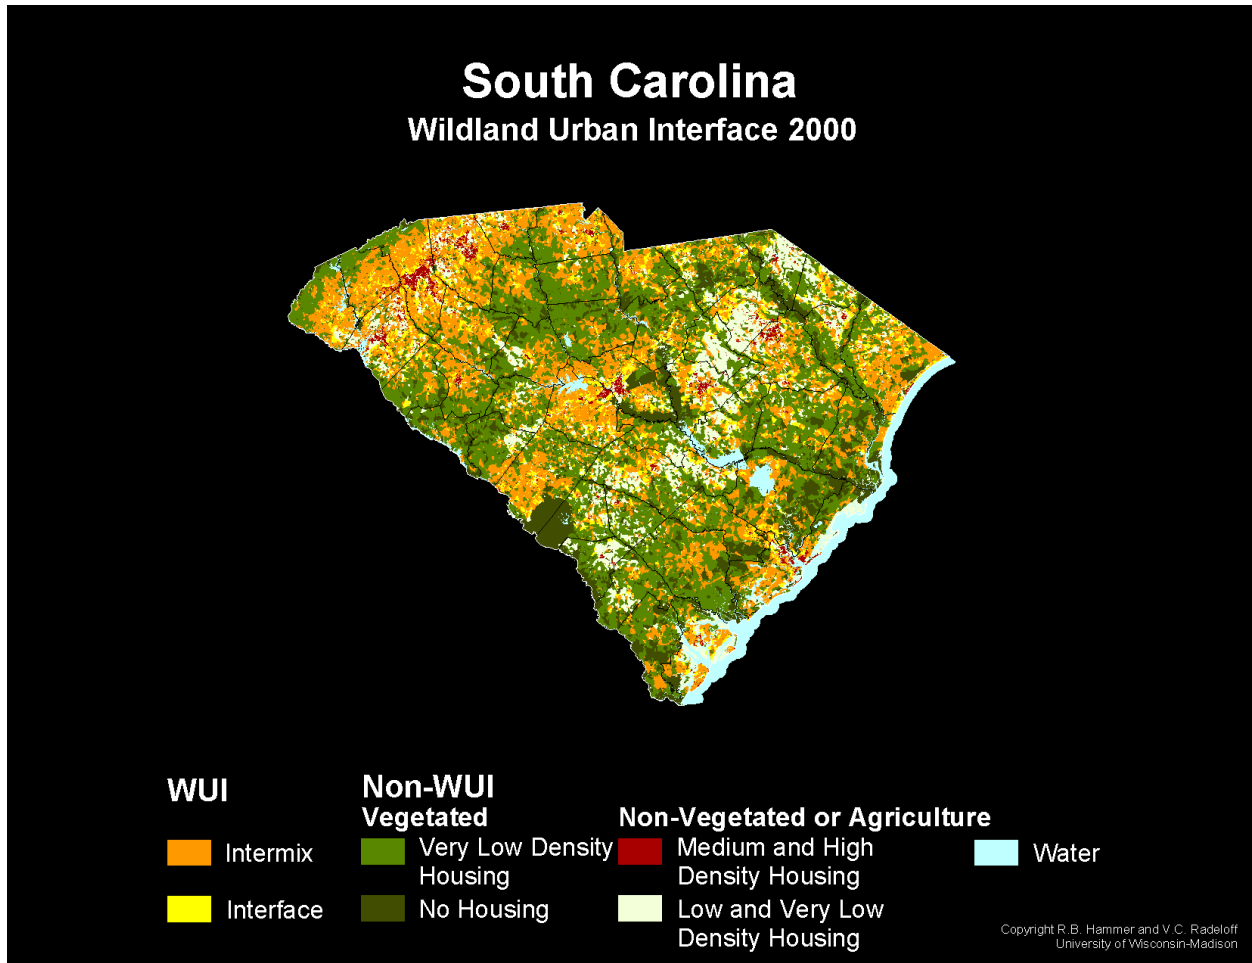 South Carolina
Wildland Urban Interface 2000
WUI
Non-WUI
Vegetated
Non-Vegetated or Agriculture
Intermix
Very Low Density
Housing
Medium and High
Density Housing
Water
Interface
No Housing
Low and Very Low
Density Housing
Copyright R.B. Hammer and V.C. Radeloff
University of Wisconsin-Madison